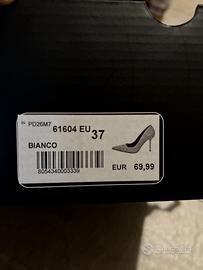 PD26M7
61604 EU 37
BIANCO
8054340003339
EUR 69,99